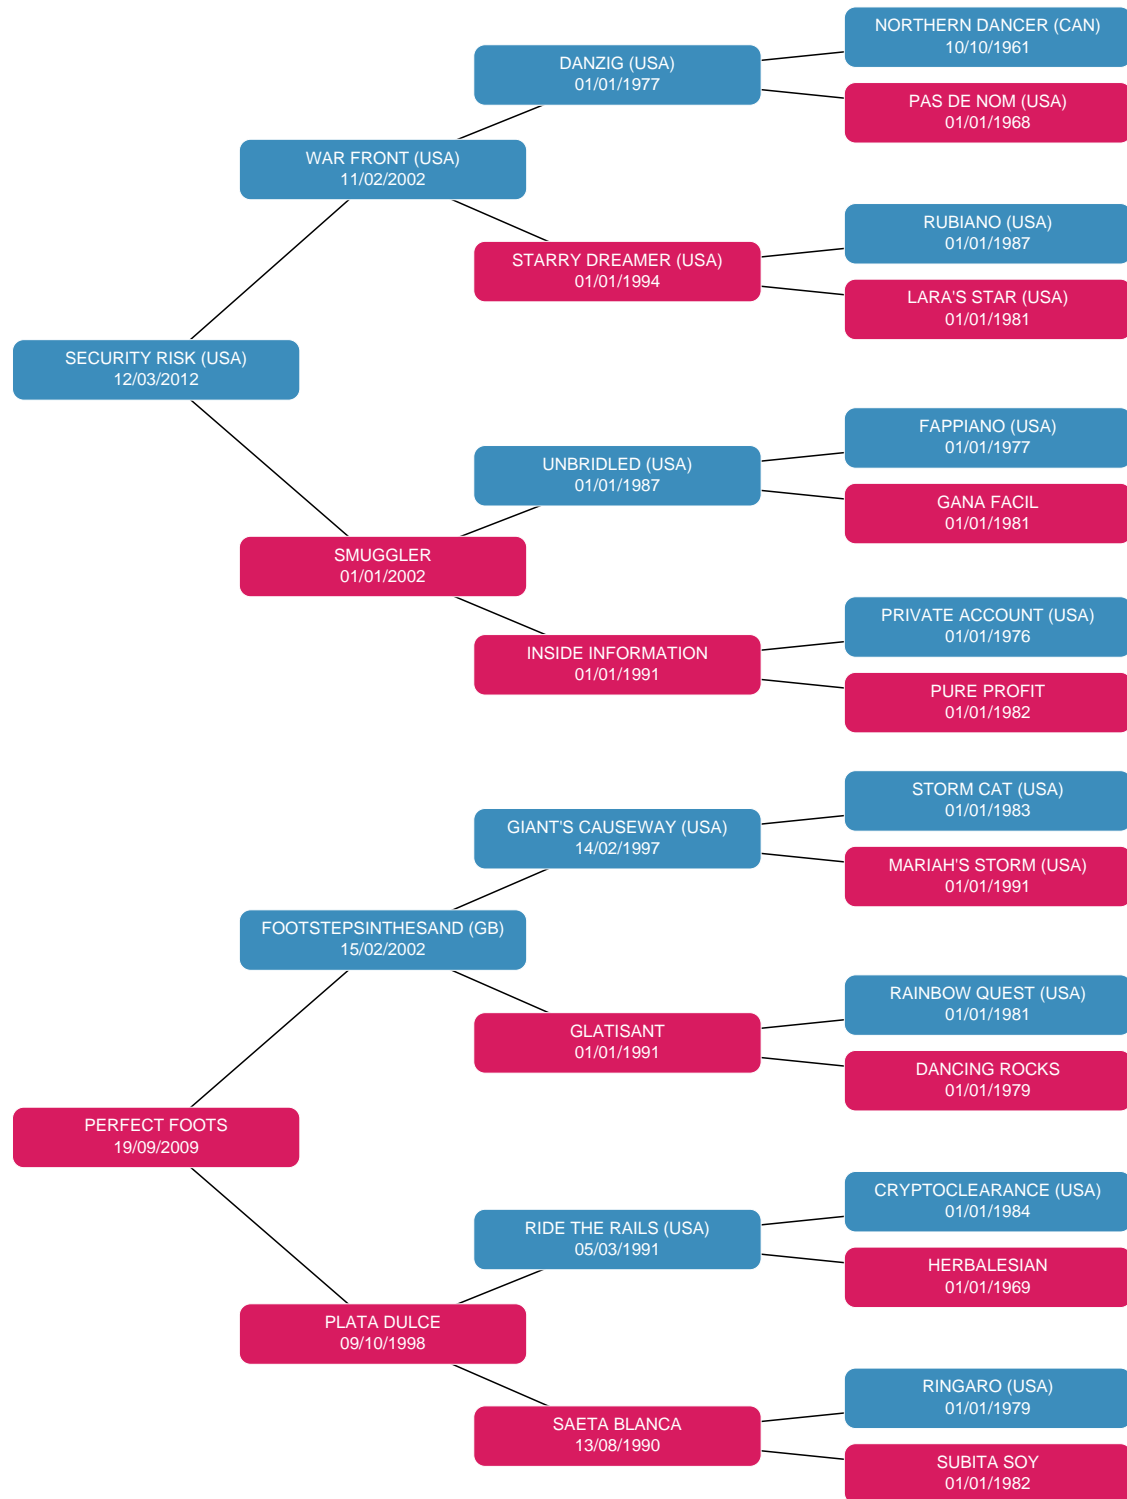 NORTHERN DANCER (CAN)
10/10/1961
DANZIG (USA)
01/01/1977
PAS DE NOM (USA)
01/01/1968
WAR FRONT (USA)
11/02/2002
RUBIANO (USA)
01/01/1987
STARRY DREAMER (USA)
01/01/1994
LARA'S STAR (USA)
01/01/1981
SECURITY RISK (USA)
12/03/2012
FAPPIANO (USA)
01/01/1977
UNBRIDLED (USA)
01/01/1987
GANA FACIL
01/01/1981
SMUGGLER
01/01/2002
PRIVATE ACCOUNT (USA)
01/01/1976
INSIDE INFORMATION
01/01/1991
PURE PROFIT
01/01/1982
STORM CAT (USA)
01/01/1983
GIANT'S CAUSEWAY (USA)
14/02/1997
MARIAH'S STORM (USA)
01/01/1991
FOOTSTEPSINTHESAND (GB)
15/02/2002
RAINBOW QUEST (USA)
01/01/1981
GLATISANT
01/01/1991
DANCING ROCKS
01/01/1979
PERFECT FOOTS
19/09/2009
CRYPTOCLEARANCE (USA)
01/01/1984
RIDE THE RAILS (USA)
05/03/1991
HERBALESIAN
01/01/1969
PLATA DULCE
09/10/1998
RINGARO (USA)
01/01/1979
SAETA BLANCA
13/08/1990
SUBITA SOY
01/01/1982